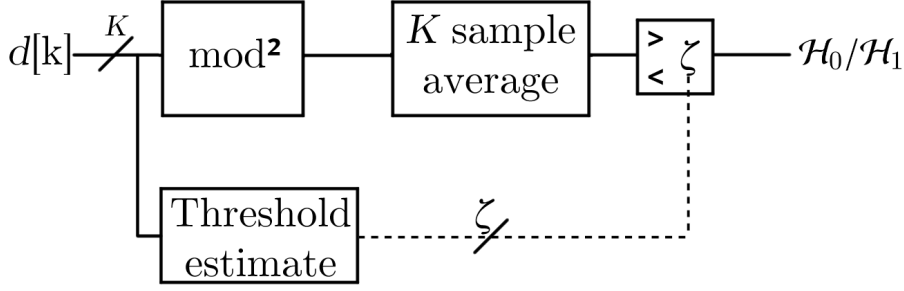 K
d[k]
mod²
K sample
average
>
<
ζ
ℋ₀/ℋ₁
Threshold
estimate
ζ